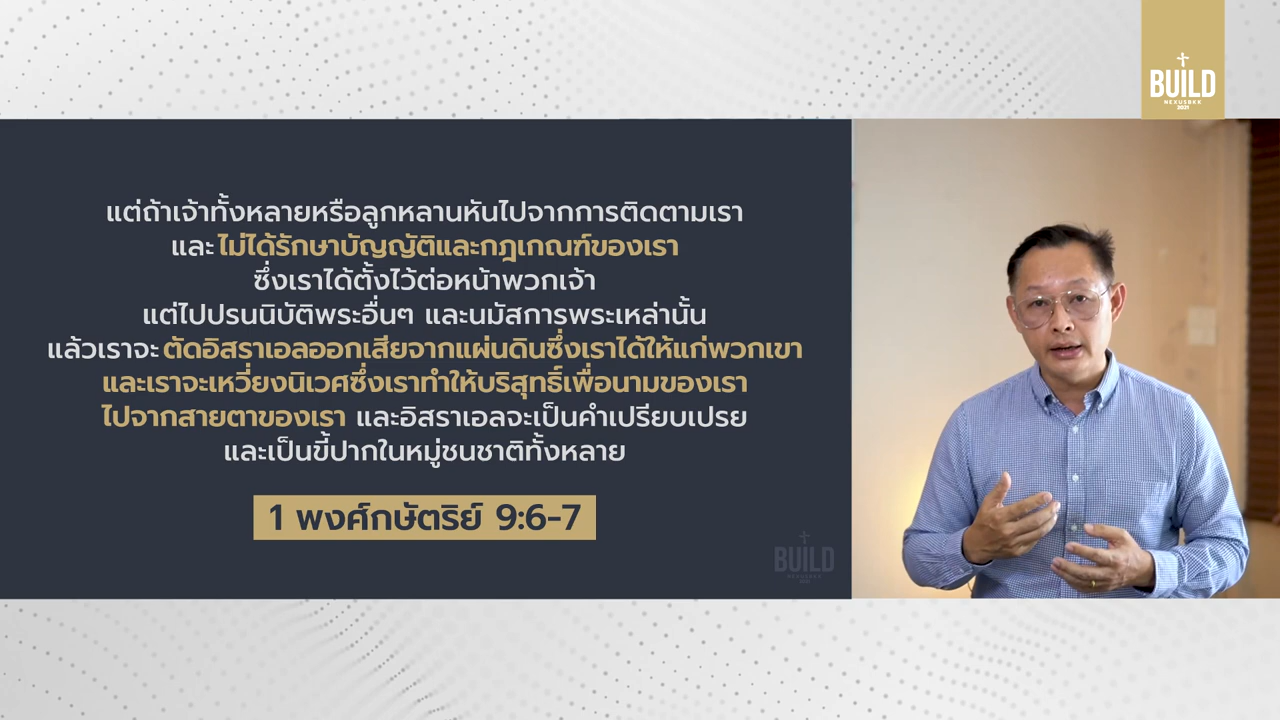 BUILD
NEXUSBKK
2021
แต่ถ้าเจ้าทั้งหลายหรือลูกหลานหันไปจากการติดตามเรา
และ ไม่ได้รักษาบัญญัติและกฎเกณฑ์ของเรา
ซึ่งเราได้ตั้งไว้ต่อหน้าพวกเจ้า
แต่ไปปรนนิบัติพระอื่นๆ และนมัสการพระเหล่านั้น
แล้วเราจะ ตัดอิสราเอลออกเสียจากแผ่นดินซึ่งเราได้ให้แก่พวกเขา
และเราจะเหวี่ยงนิเวศซึ่งเราทำให้บริสุทธิ์เพื่อนามของเรา
ไปจากสายตาของเรา และอิสราเอลจะเป็นคำเปรียบเปรย
และเป็นขี้ปากในหมู่ชนชาติทั้งหลาย
1 พงศ์กษัตริย์ 9:6-7
BUILD
NEXUSBKK
2021